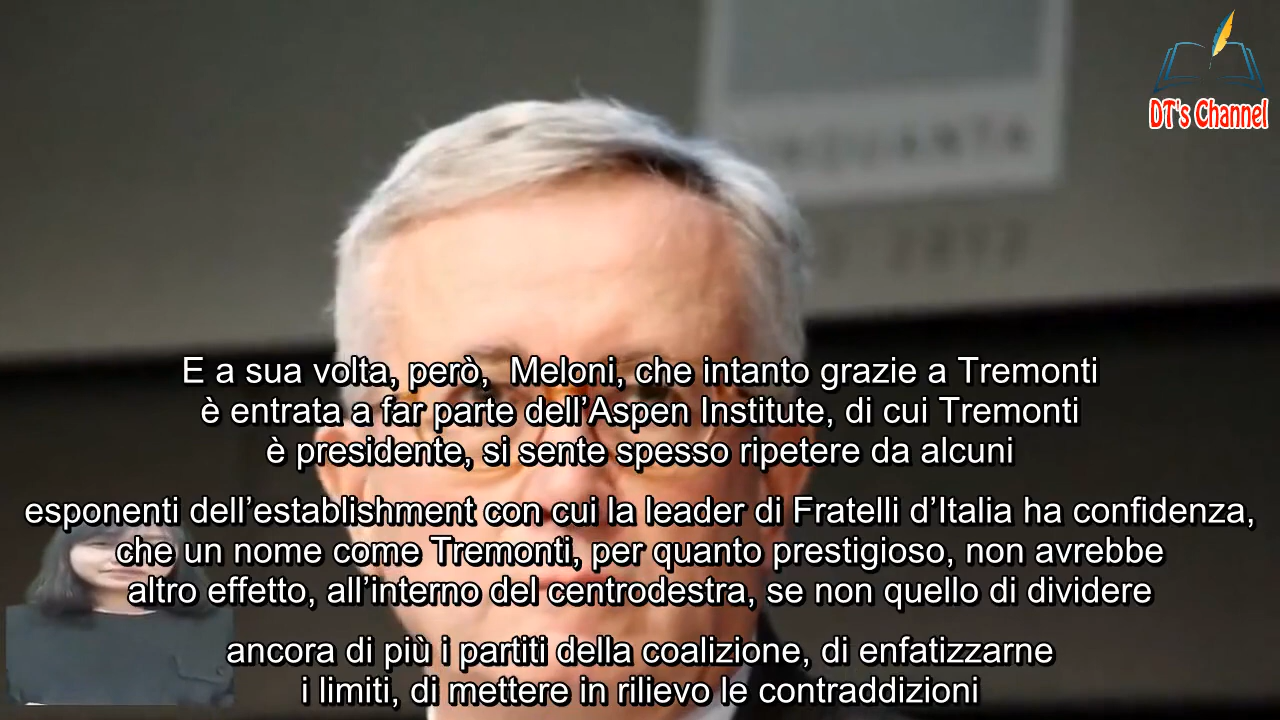 DT's Channel
E a sua volta, però, Meloni, che intanto grazie a Tremonti
è entrata a far parte dell’Aspen Institute, di cui Tremonti
è presidente, si sente spesso ripetere da alcuni
esponenti dell’establishment con cui la leader di Fratelli d’Italia ha confidenza,
che un nome come Tremonti, per quanto prestigioso, non avrebbe
altro effetto, all’interno del centrodestra, se non quello di dividere
ancora di più i partiti della coalizione, di enfatizzarne
i limiti, di mettere in rilievo le contraddizioni